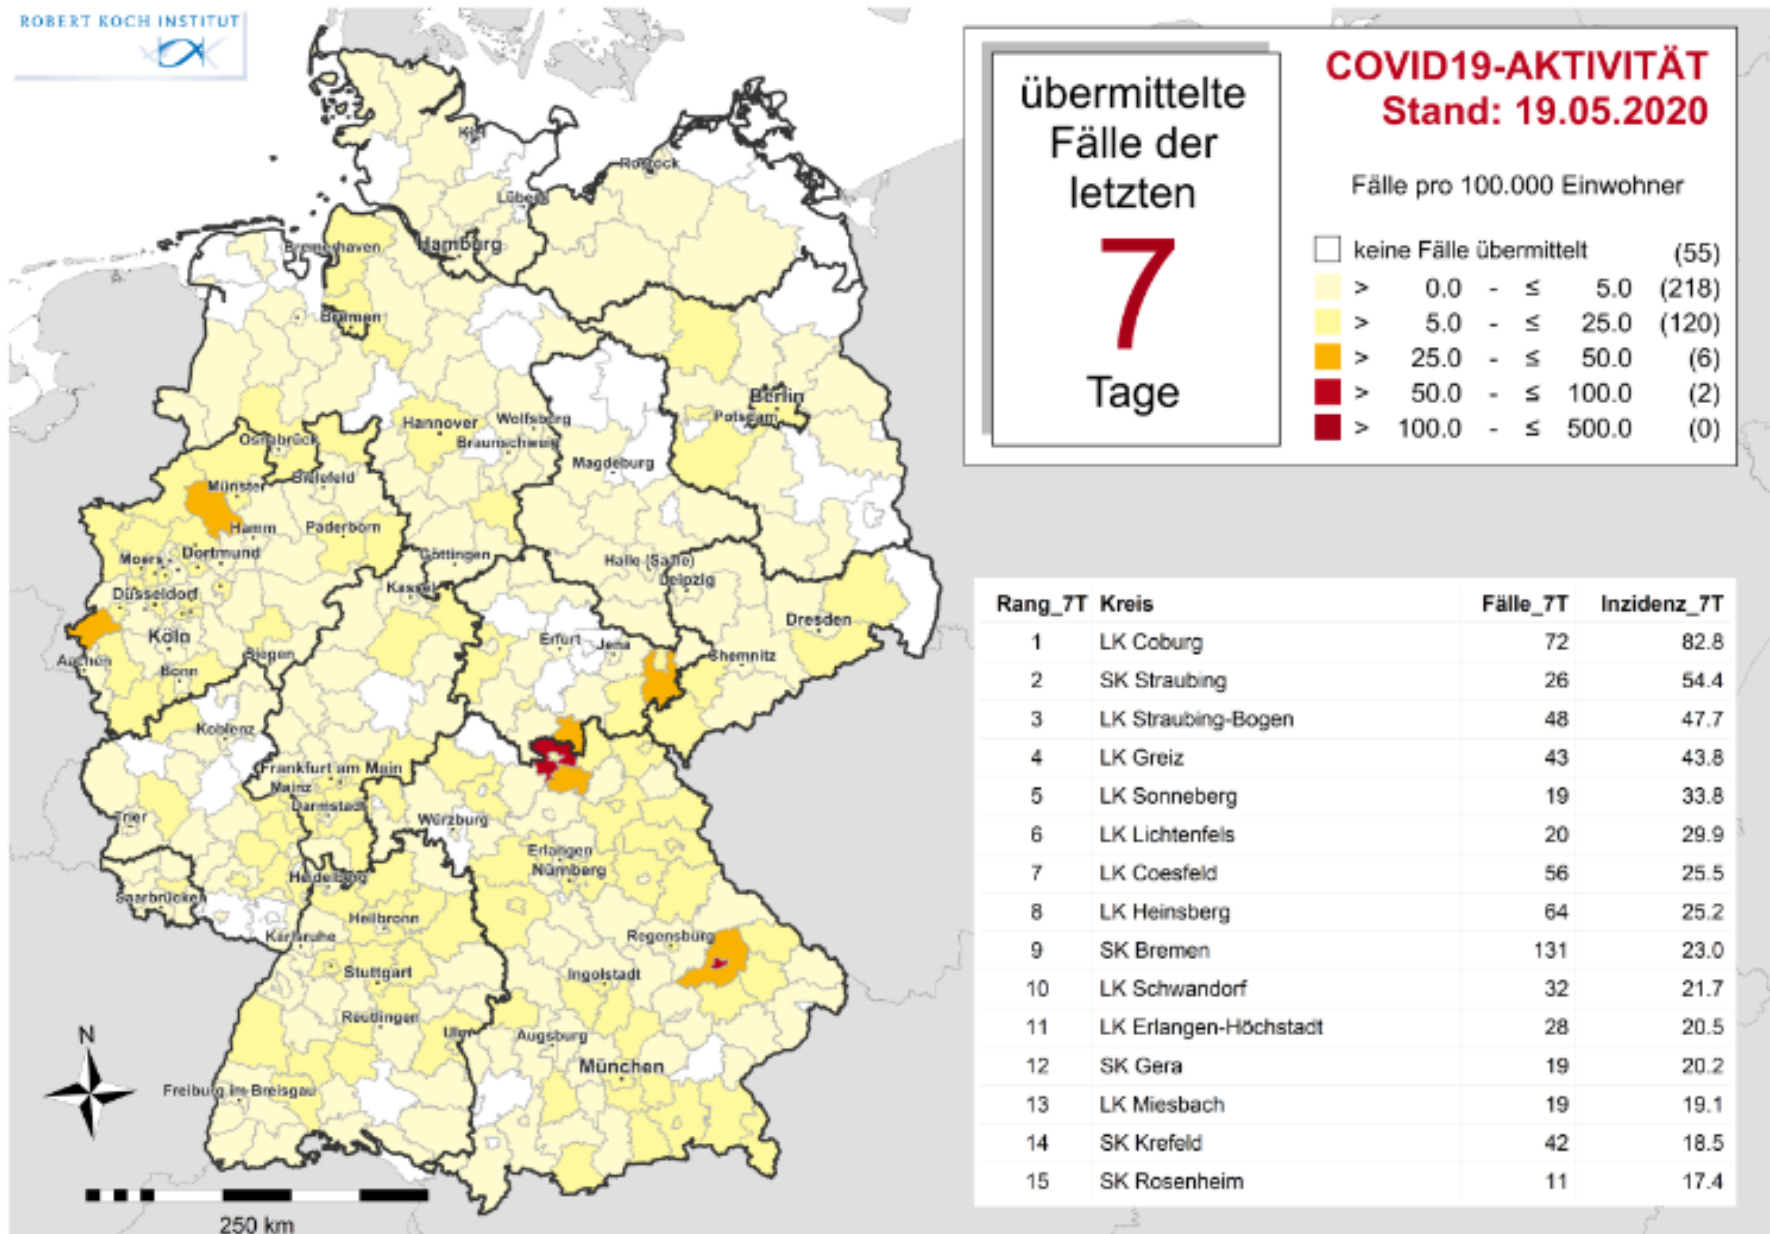 ROBERT KOCH INSTITUT
übermittelte
Fälle der
letzten
7
Tage
COVID19-AKTIVITÄT
Stand: 19.05.2020
Fälle pro 100.000 Einwohner
keine Fälle übermittelt (55)
> 0.0 - ≤ 5.0 (218)
> 5.0 - ≤ 25.0 (120)
> 25.0 - ≤ 50.0 (6)
> 50.0 - ≤ 100.0 (2)
> 100.0 - ≤ 500.0 (0)
Kiel
Rostock
Lübeck
Bremerhaven
Hamburg
Bremen
Berlin
Potsdam
Hannover
Wolfsburg
Braunschweig
Osnabrück
Magdeburg
Bielefeld
Münster
Hamm
Paderborn
Moers
Dortmund
Göttingen
Halle (Saale)
Leipzig
Kassel
Düsseldorf
Dresden
Köln
Erfurt
Jena
Chemnitz
Aachen
Siegen
Bonn
Koblenz
Frankfurt am Main
Mainz
Darmstadt
Trier
Würzburg
Erlangen
Nürnberg
Heidelberg
Saarbrücken
Heilbronn
Karlsruhe
Regensburg
Stuttgart
Ingolstadt
Reutlingen
Ulm
Augsburg
München
Freiburg im Breisgau
N
250 km
Rang_7T Kreis Fälle_7T Inzidenz_7T
1 LK Coburg 72 82.8
2 SK Straubing 26 54.4
3 LK Straubing-Bogen 48 47.7
4 LK Greiz 43 43.8
5 LK Sonneberg 19 33.8
6 LK Lichtenfels 20 29.9
7 LK Coesfeld 56 25.5
8 LK Heinsberg 64 25.2
9 SK Bremen 131 23.0
10 LK Schwandorf 32 21.7
11 LK Erlangen-Höchstadt 28 20.5
12 SK Gera 19 20.2
13 LK Miesbach 19 19.1
14 SK Krefeld 42 18.5
15 SK Rosenheim 11 17.4